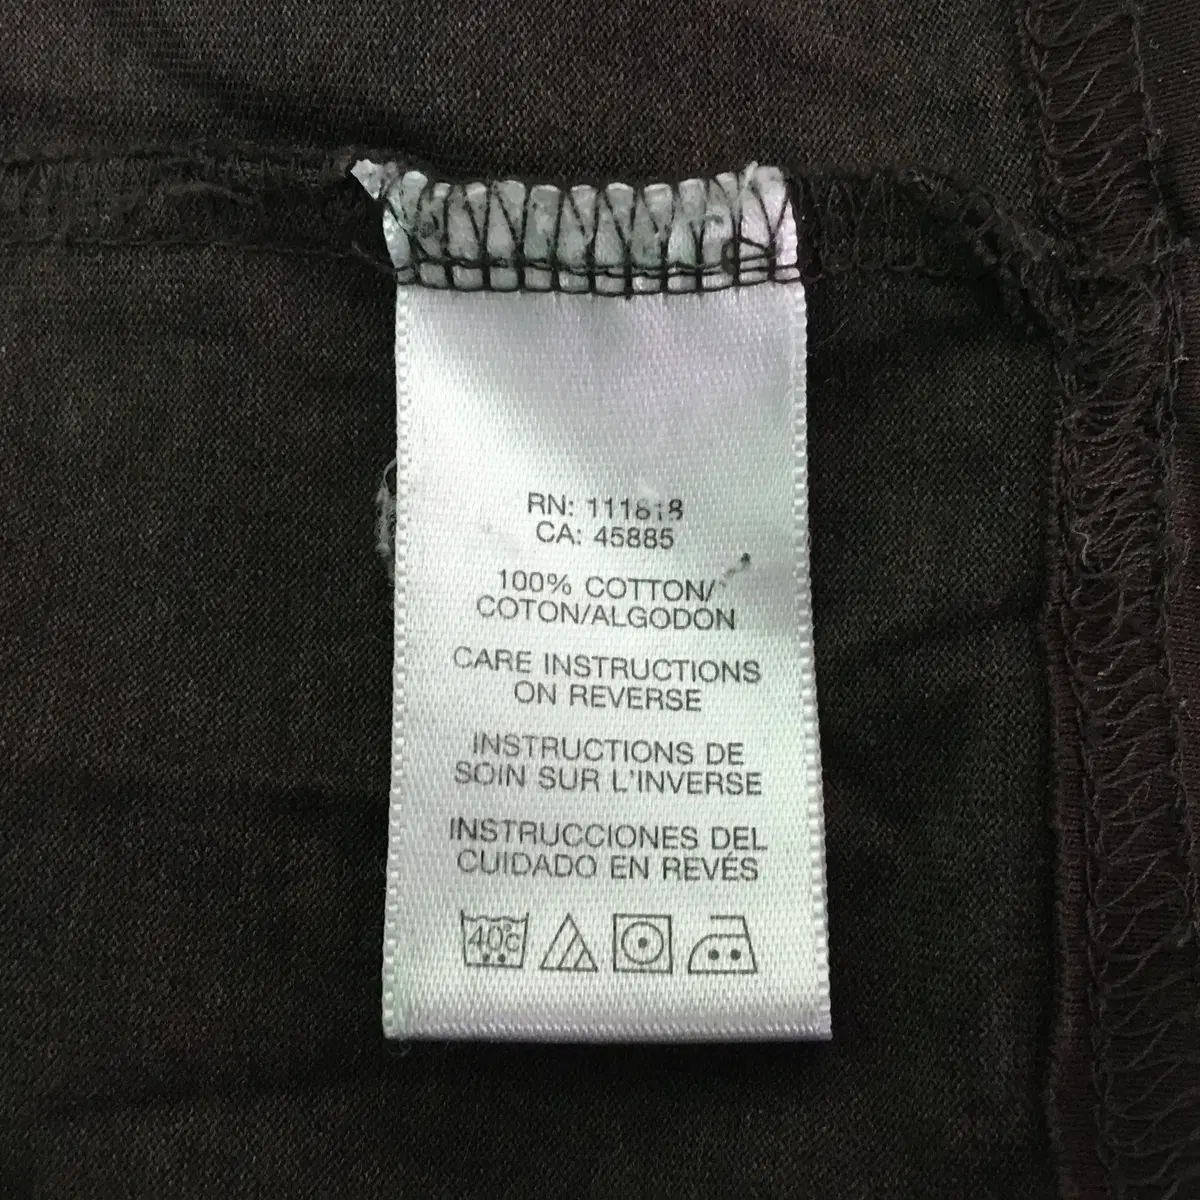 RN: 111818
CA: 45885
100% COTTON/
COTON/ALGODON
CARE INSTRUCTIONS
ON REVERSE
INSTRUCTIONS DE
SOIN SUR L'INVERSE
INSTRUCCIONES DEL
CUIDADO EN REVÉS
40c